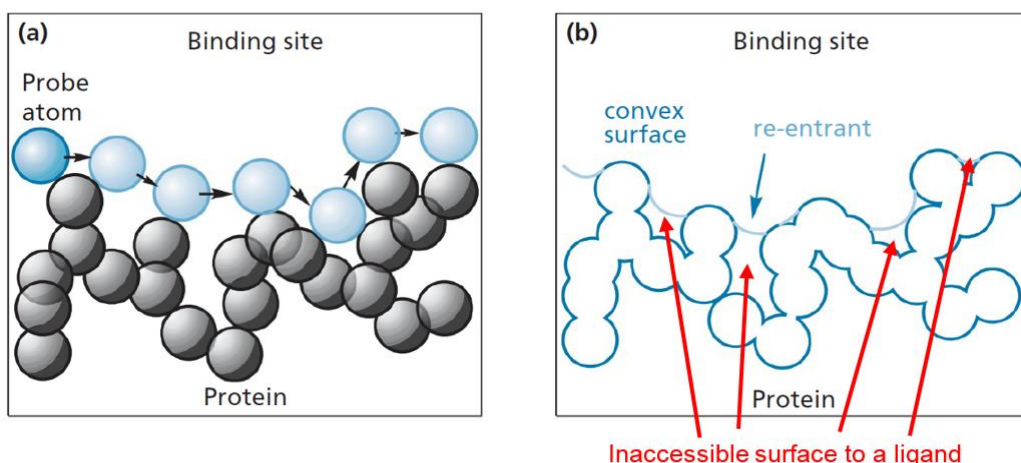 (a)
Binding site
Probe
atom
Protein
(b)
Binding site
convex
surface
re-entrant
Protein
Inaccessible surface to a ligand